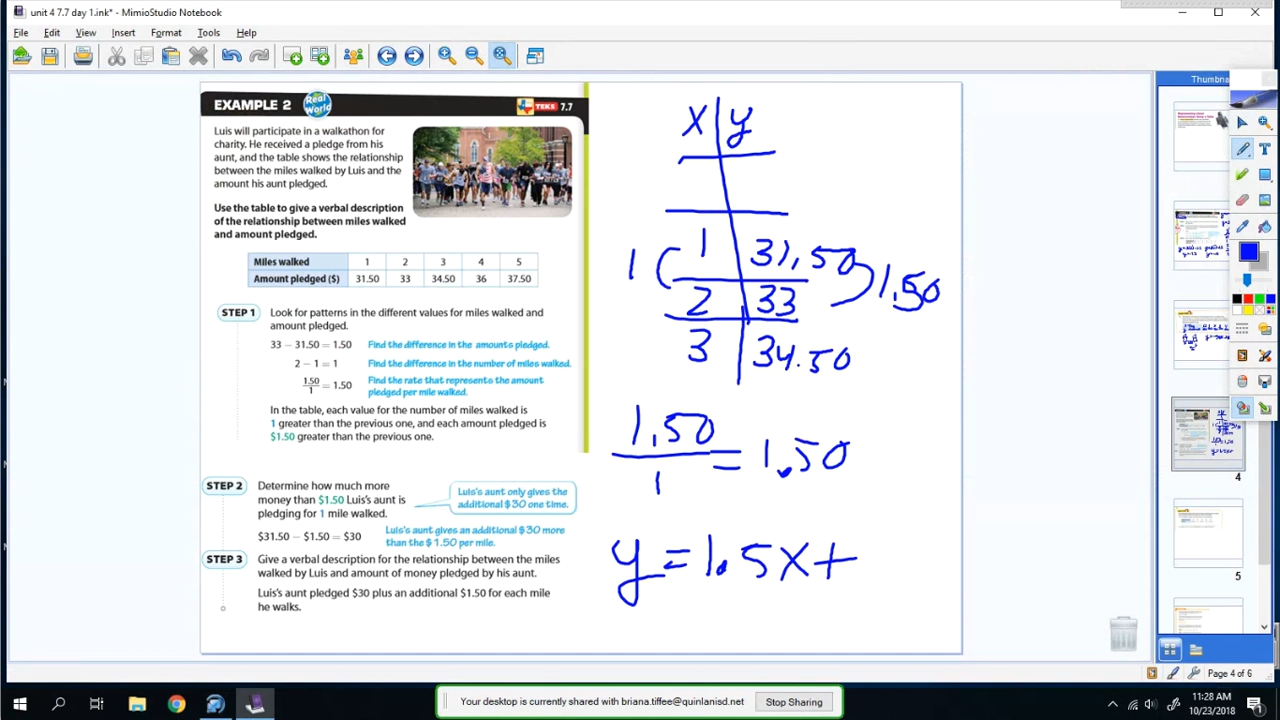 unit 4 7.7 day 1.ink* - MimioStudio Notebook
File Edit View Insert Format Tools Help
EXAMPLE 2 Real World TEKS 7.7
Luis will participate in a walkathon for
charity. He received a pledge from his
aunt, and the table shows the relationship
between the miles walked by Luis and the
amount his aunt pledged.
Use the table to give a verbal description
of the relationship between miles walked
and amount pledged.
Miles walked 1 2 3 4 5
Amount pledged ($) 31.50 33 34.50 36 37.50
STEP 1 Look for patterns in the different values for miles walked and
amount pledged.
33 − 31.50 = 1.50 Find the difference in the amounts pledged.
2 − 1 = 1 Find the difference in the number of miles walked.
1.50/1 = 1.50 Find the rate that represents the amount
pledged per mile walked.
In the table, each value for the number of miles walked is
1 greater than the previous one, and each amount pledged is
$1.50 greater than the previous one.
STEP 2 Determine how much more
money than $1.50 Luis's aunt is
pledging for 1 mile walked.
Luis's aunt only gives the
additional $30 one time.
$31.50 − $1.50 = $30 Luis's aunt gives an additional $30 more
than the $1.50 per mile.
STEP 3 Give a verbal description for the relationship between the miles
walked by Luis and amount of money pledged by his aunt.
Luis's aunt pledged $30 plus an additional $1.50 for each mile
he walks.
x y
1 1 31,50 1.50
2 33
3 34.50
1.50
1
= 1.50
y = 1.5x +
Thumbna
4
5
Page 4 of 6
Your desktop is currently shared with briana.tiffee@quinlanisd.net Stop Sharing
11:28 AM
10/23/2018